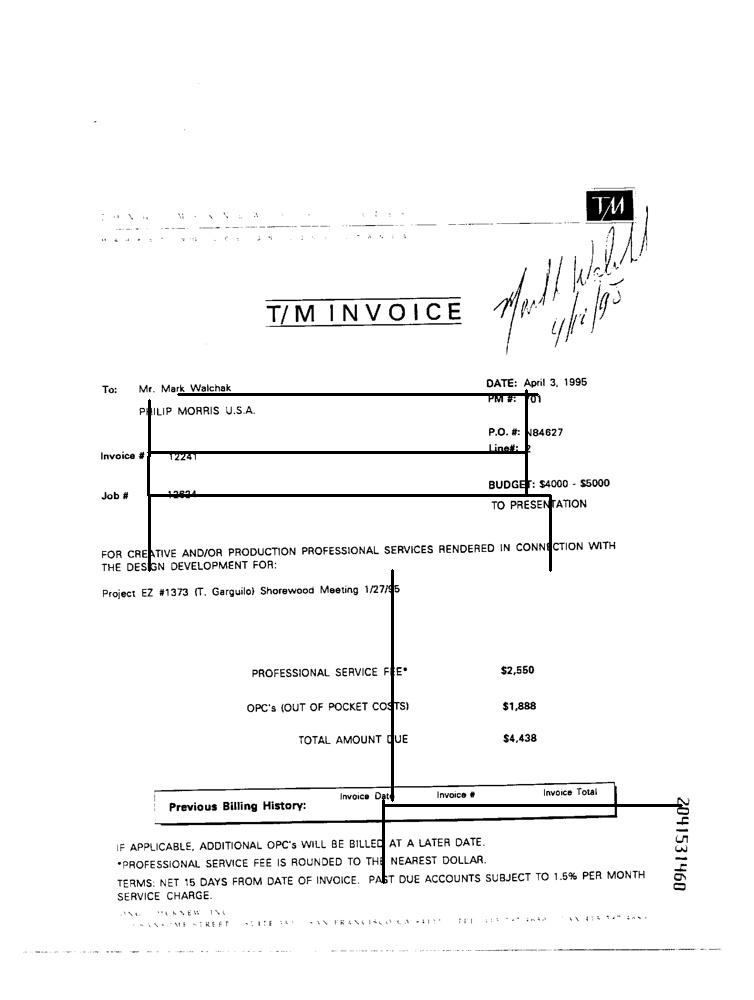 T/M
Mark Walchak
4/12/95
T/M INVOICE
To: Mr. Mark Walchak
DATE: April 3, 1995
PM #: 701
PHILIP MORRIS U.S.A.
P.O. #: N84627
Line#: 2
Invoice # 12241
BUDGET: $4000 - $5000
Job # 12624
TO PRESENTATION
FOR CREATIVE AND/OR PRODUCTION PROFESSIONAL SERVICES RENDERED IN CONNECTION WITH
THE DESIGN DEVELOPMENT FOR:
Project EZ #1373 (T. Garguilo) Shorewood Meeting 1/27/95
PROFESSIONAL SERVICE FEE* $2,550
OPC's (OUT OF POCKET COSTS) $1,888
TOTAL AMOUNT DUE $4,438
Previous Billing History: Invoice Date Invoice # Invoice Total
IF APPLICABLE, ADDITIONAL OPC's WILL BE BILLED AT A LATER DATE.
*PROFESSIONAL SERVICE FEE IS ROUNDED TO THE NEAREST DOLLAR.
TERMS: NET 15 DAYS FROM DATE OF INVOICE. PAST DUE ACCOUNTS SUBJECT TO 1.5% PER MONTH
SERVICE CHARGE.
STREET SUITE SAN FRANCISCO CA
2041531460